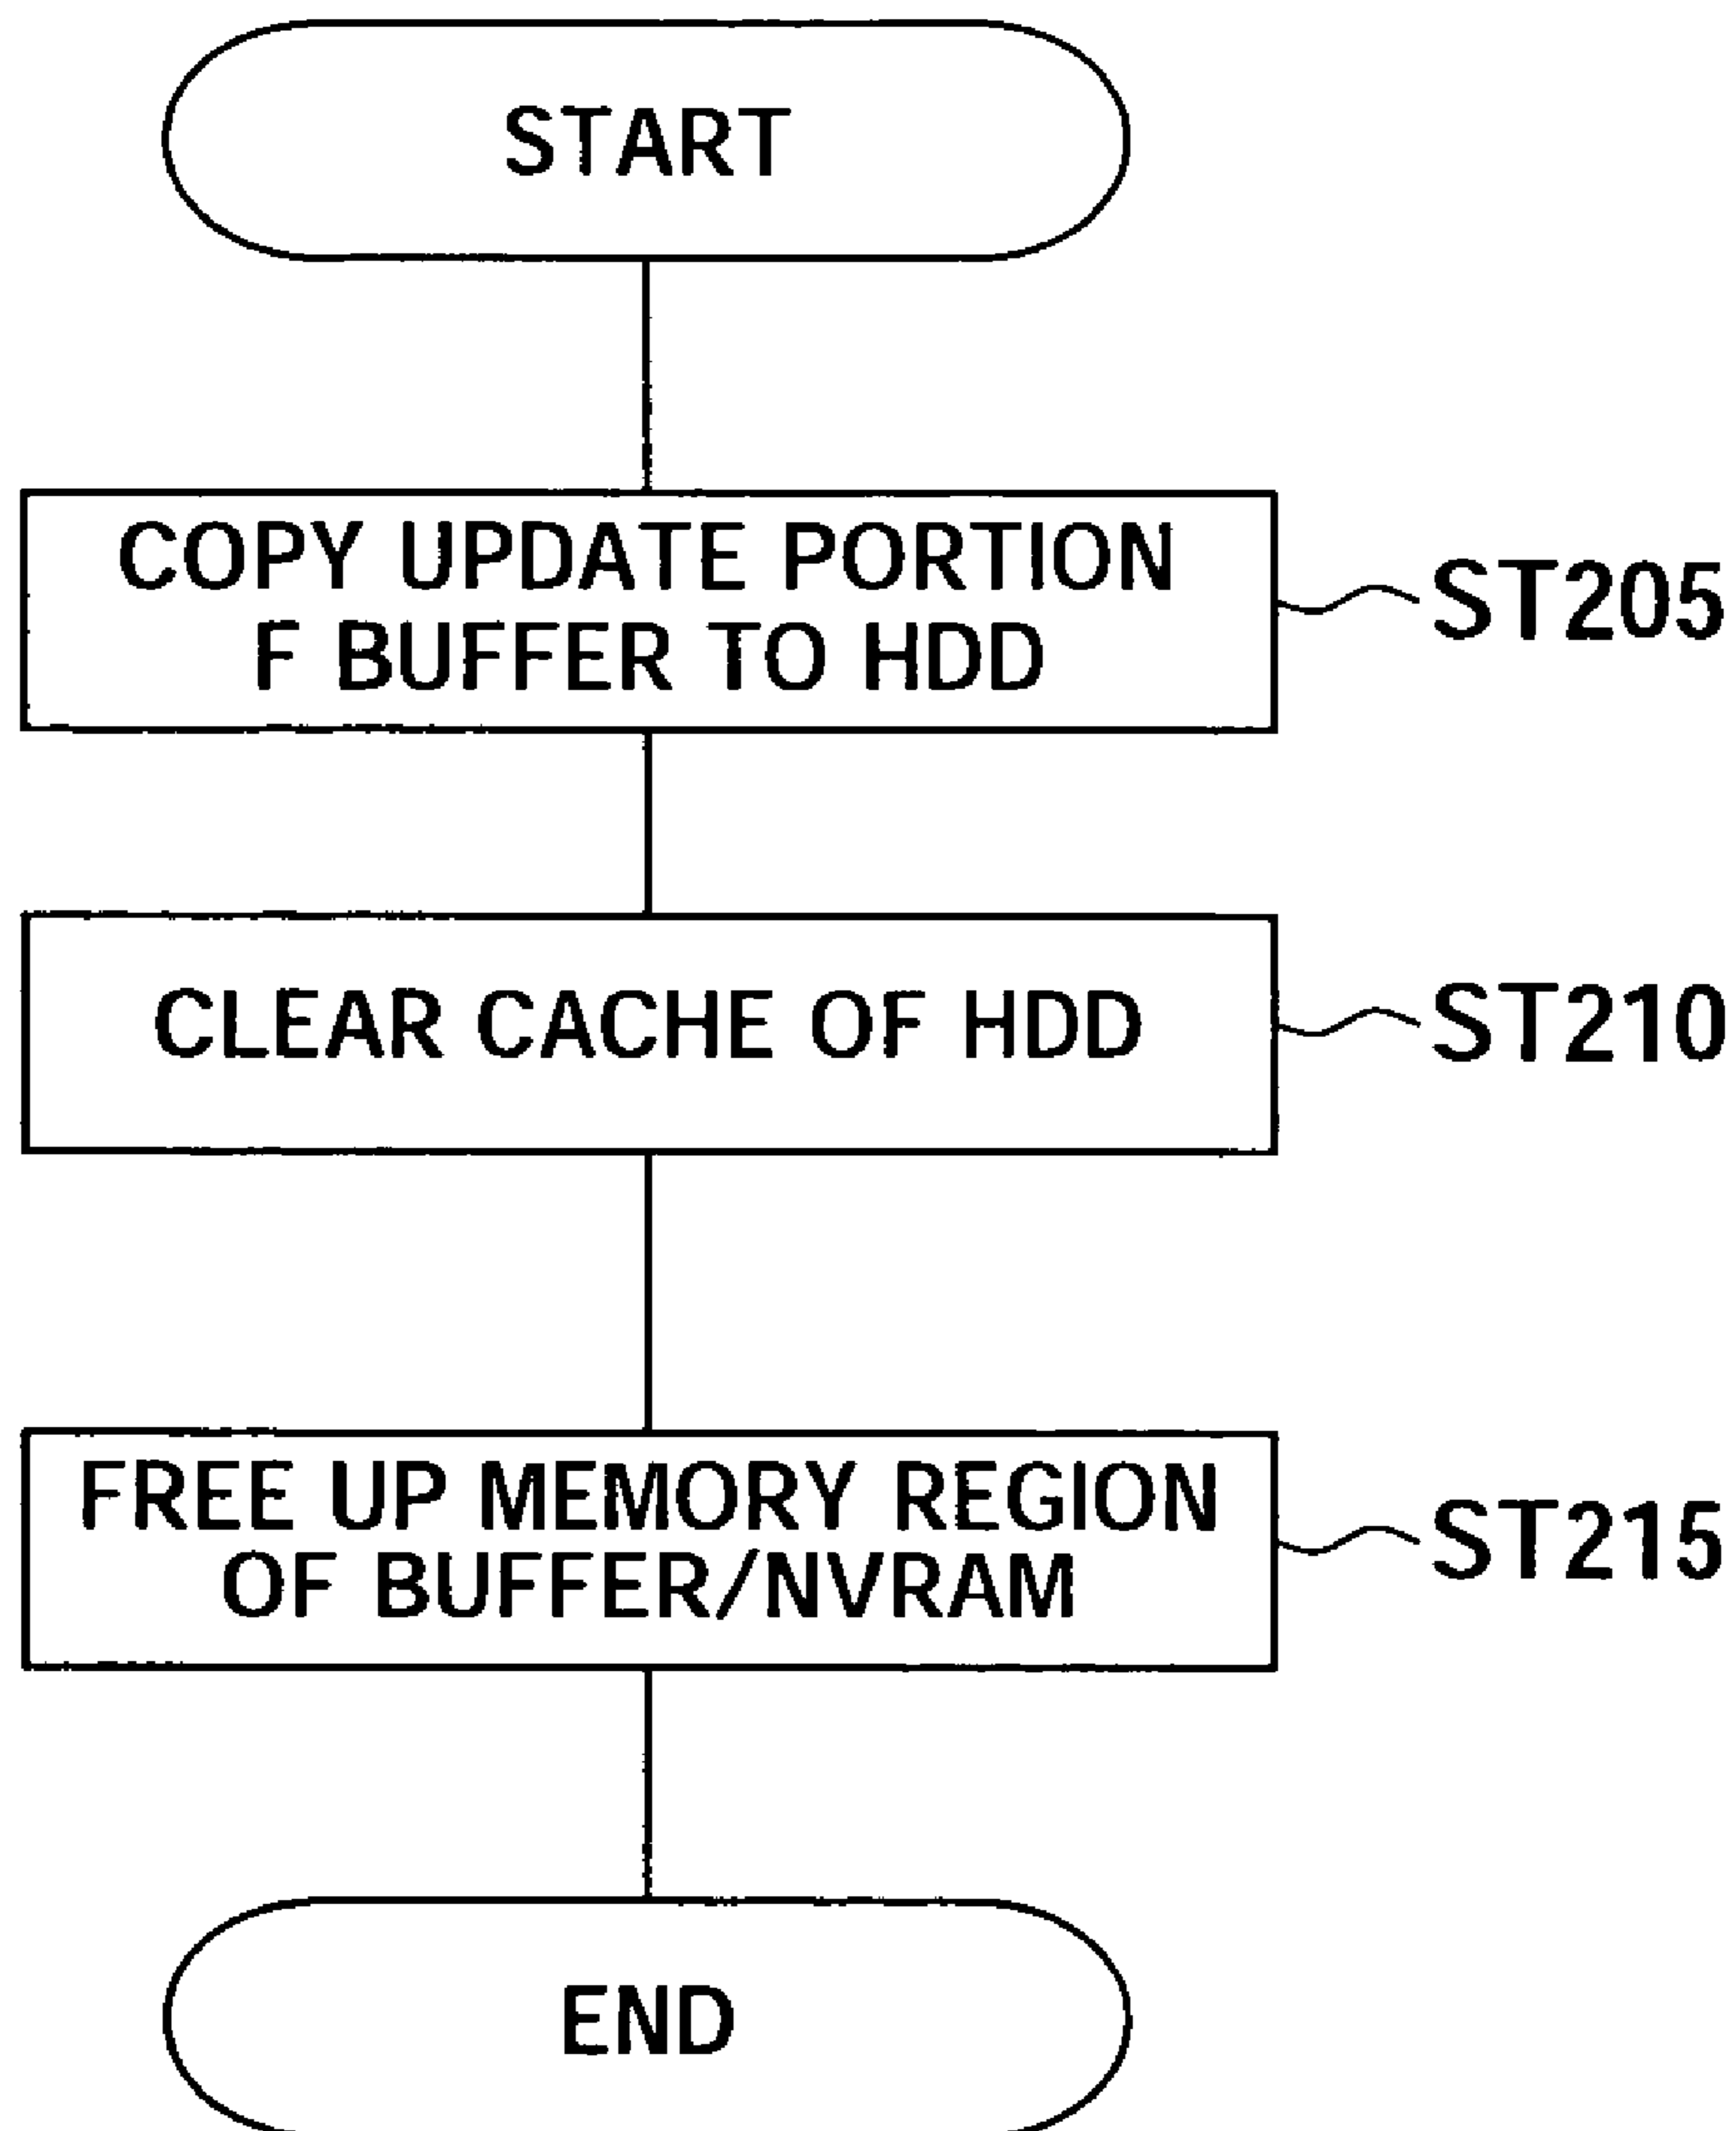 START
COPY UPDATE PORTION
F BUFFER TO HDD
ST205
CLEAR CACHE OF HDD
ST210
FREE UP MEMORY REGION
OF BUFFER/NVRAM
ST215
END